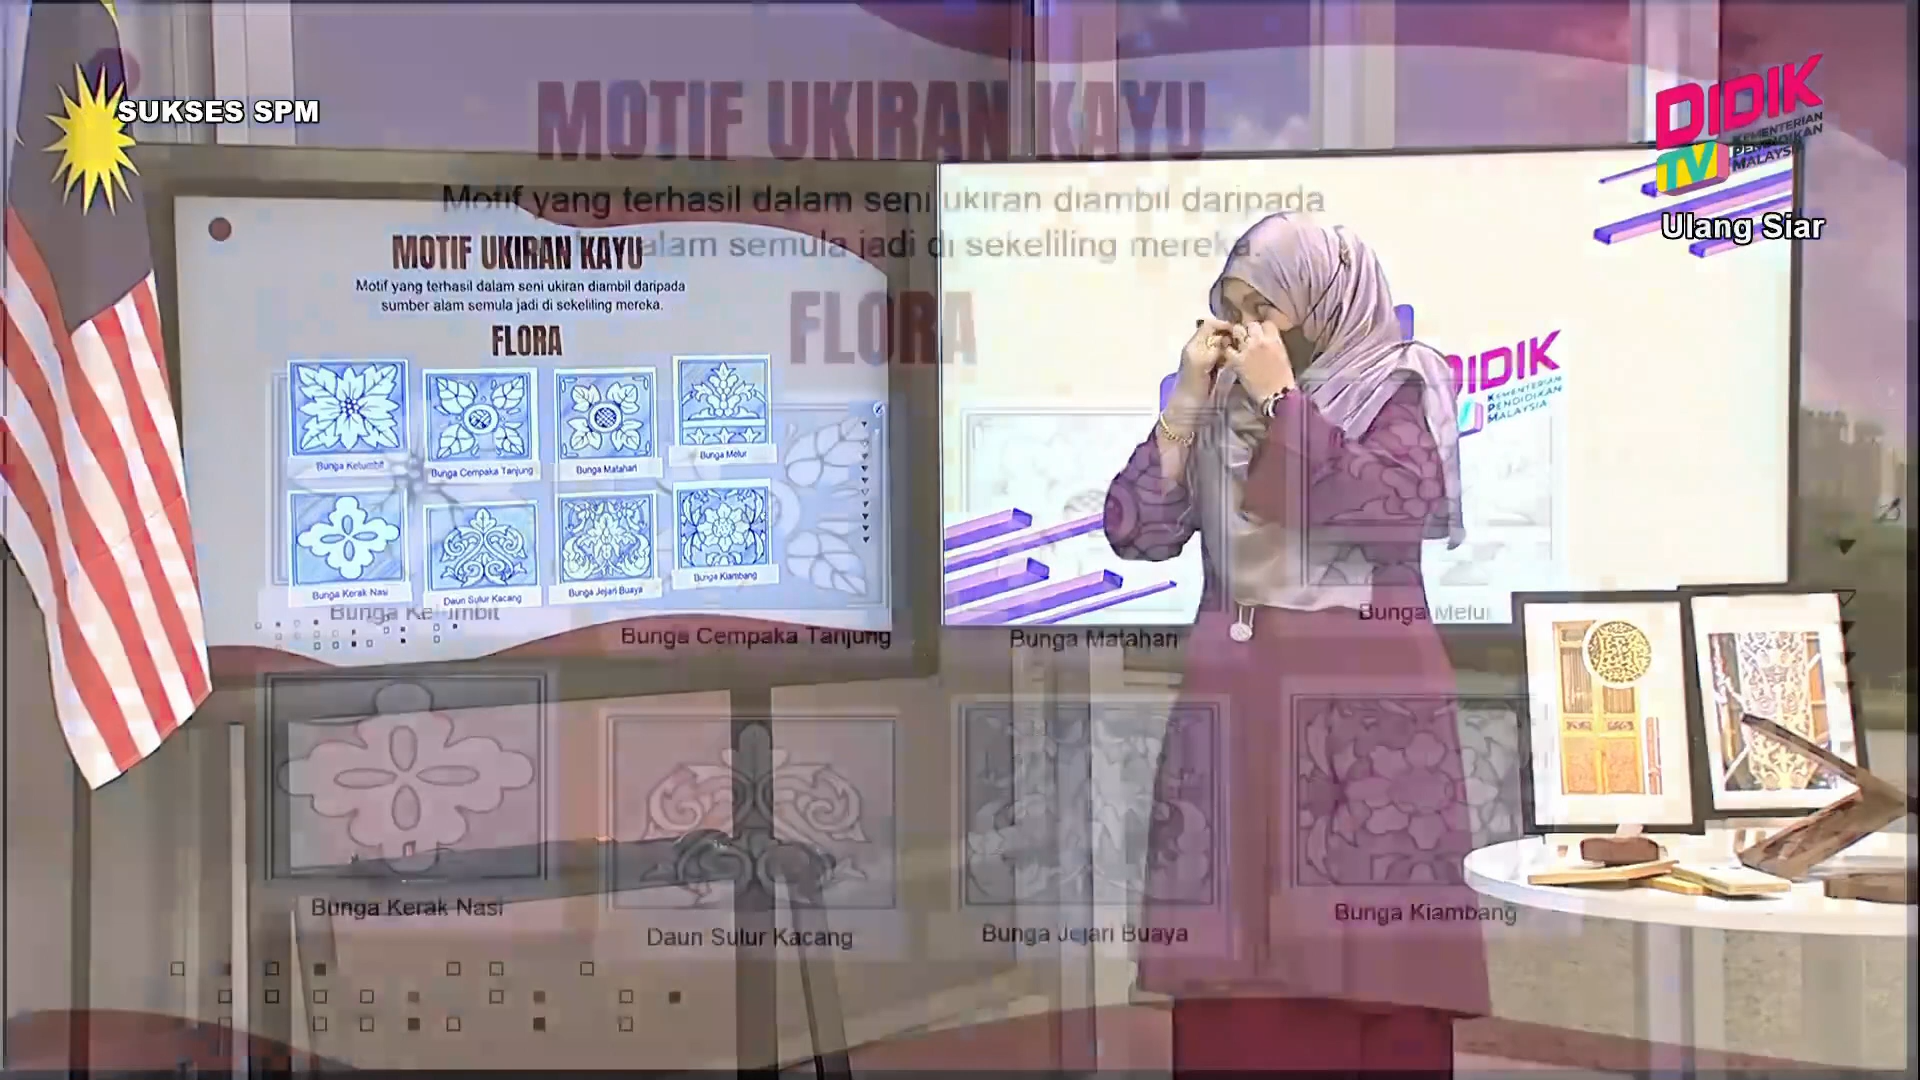 SUKSES SPM
DIDIK
TV
KEMENTERIAN
PENDIDIKAN
MALAYSIA
Ulang Siar
MOTIF UKIRAN KAYU
Motif yang terhasil dalam seni ukiran diambil daripada
alam semula jadi di sekeliling mereka.
FLORA
Bunga Kelumbit
Bunga Cempaka Tanjung
Bunga Matahari
Bunga Melur
Bunga Kerak Nasi
Daun Sulur Kacang
Bunga Jejari Buaya
Bunga Kiambang
MOTIF UKIRAN KAYU
Motif yang terhasil dalam seni ukiran diambil daripada
sumber alam semula jadi di sekeliling mereka.
FLORA
Bunga Kelumbit
Bunga Cempaka Tanjung
Bunga Matahari
Bunga Melur
Bunga Kerak Nasi
Daun Sulur Kacang
Bunga Jejari Buaya
Bunga Kiambang
DIDIK
KEMENTERIAN
PENDIDIKAN
MALAYSIA